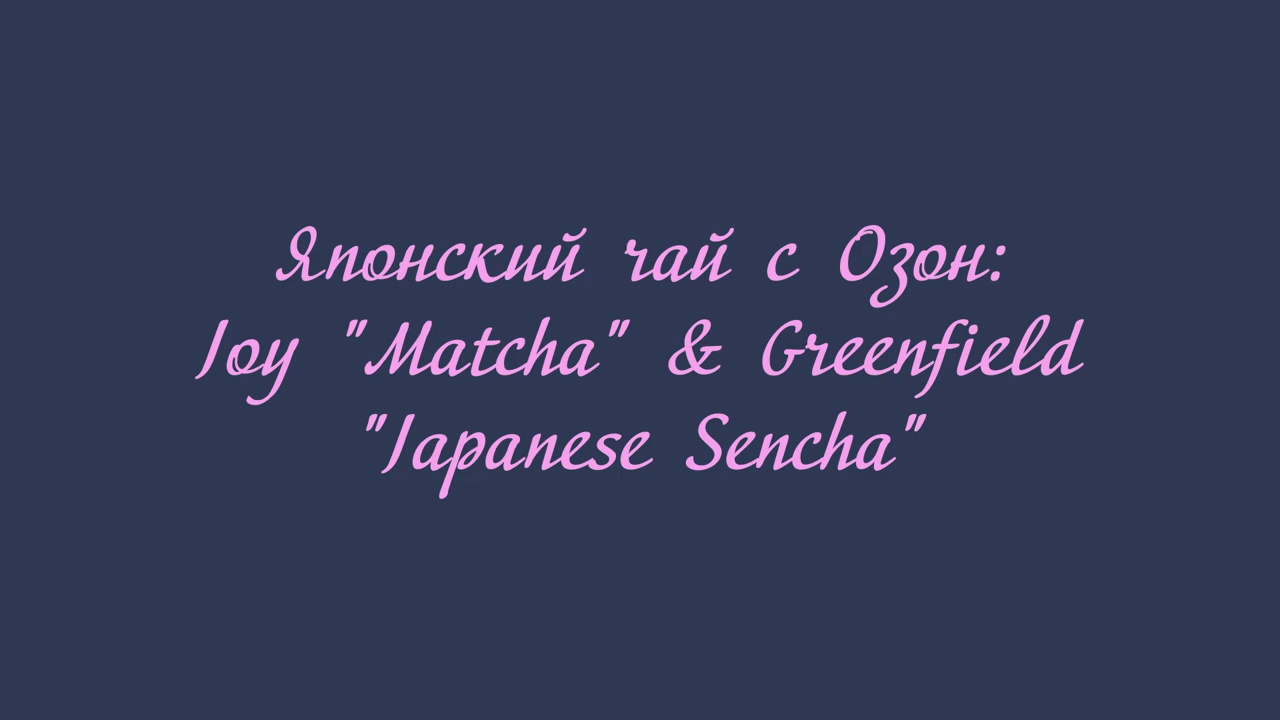 Японский чай с Озон:
Joy "Matcha" & Greenfield
"Japanese Sencha"